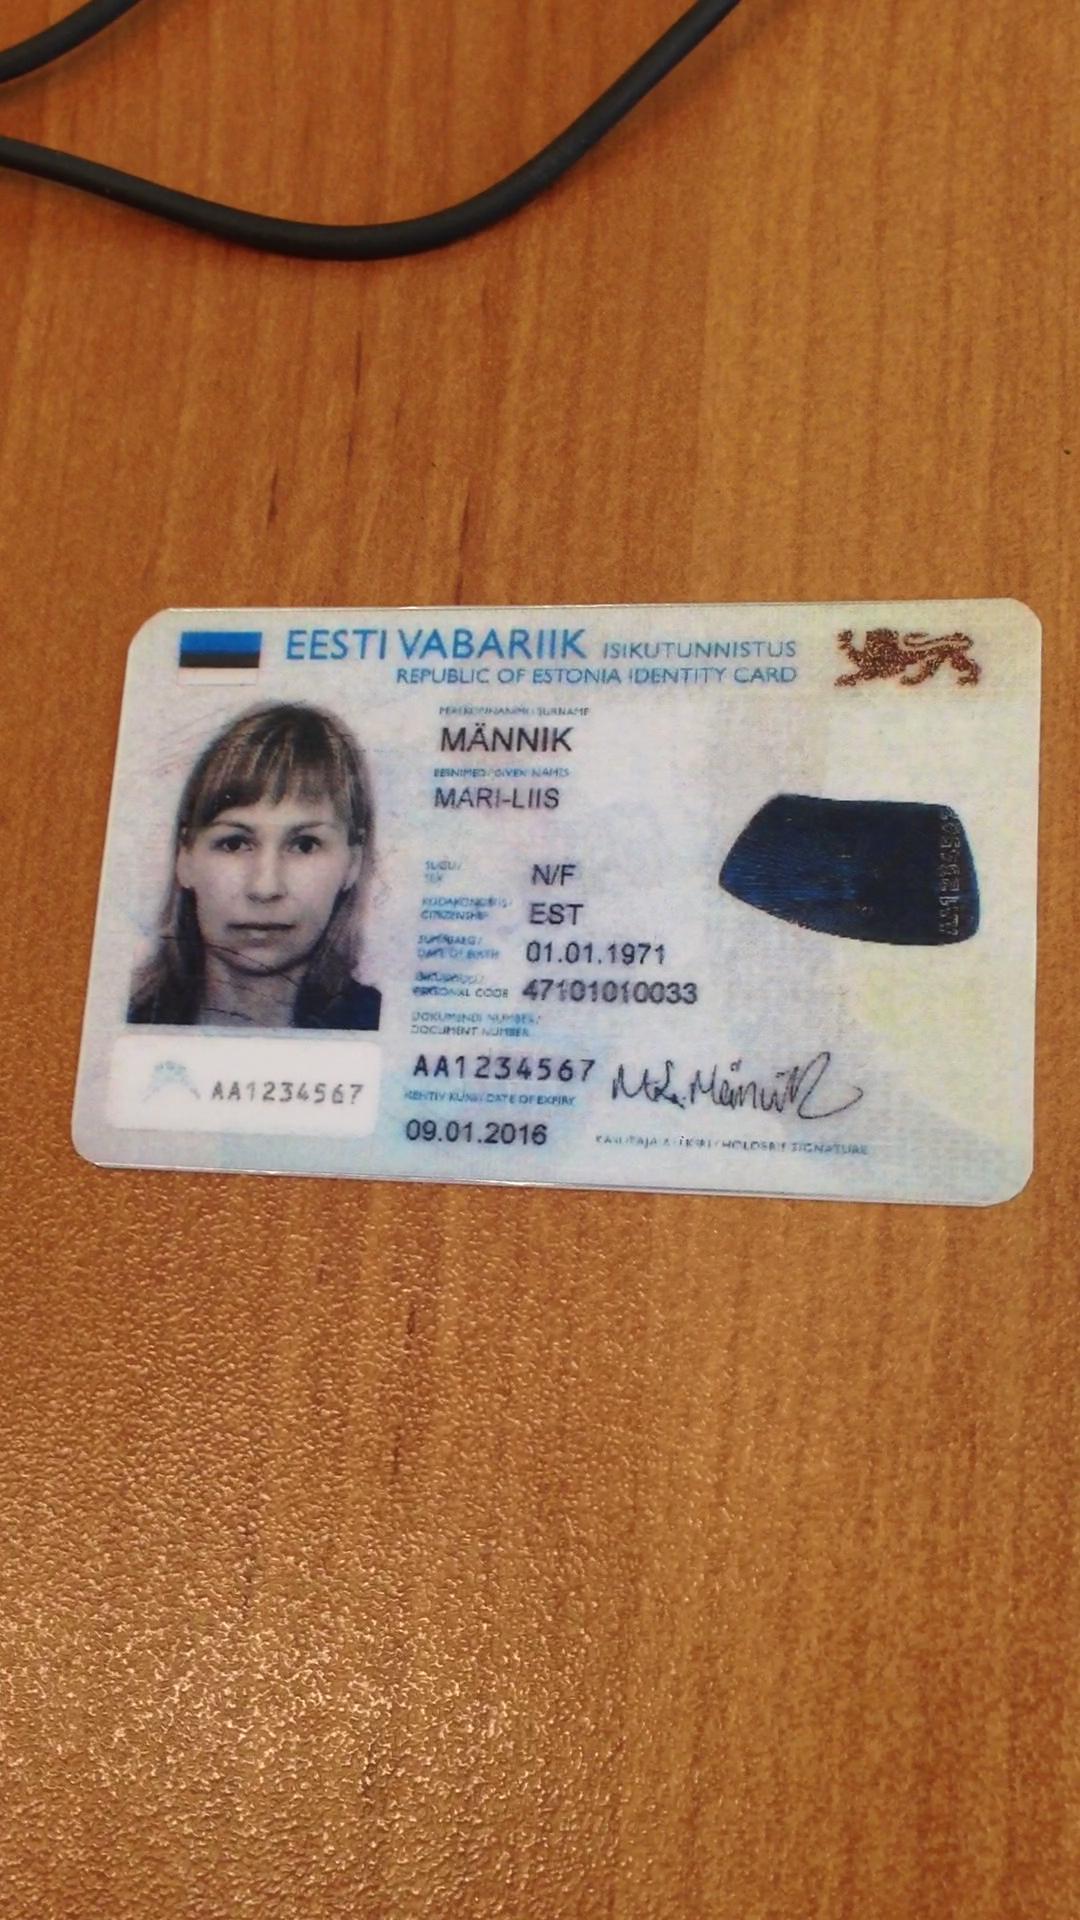 EESTI VABARIIK ISIKUTUNNISTUS
REPUBLIC OF ESTONIA IDENTITY CARD
PEREKONNANIMI / SURNAME
MÄNNIK
EESNIMED / GIVEN NAMES
MARI-LIIS
SUGU /
SEX
N/F
KODAKONDSUS /
CITIZENSHIP
EST
SÜNNIAEG /
DATE OF BIRTH
01.01.1971
ISIKUKOOD /
PERSONAL CODE
47101010033
DOKUMENDI NUMBER /
DOCUMENT NUMBER
AA1234567
AA1234567
KEHTIV KUNI / DATE OF EXPIRY
09.01.2016
M-L. Männik
KASUTAJA ALLKIRI / HOLDER'S SIGNATURE